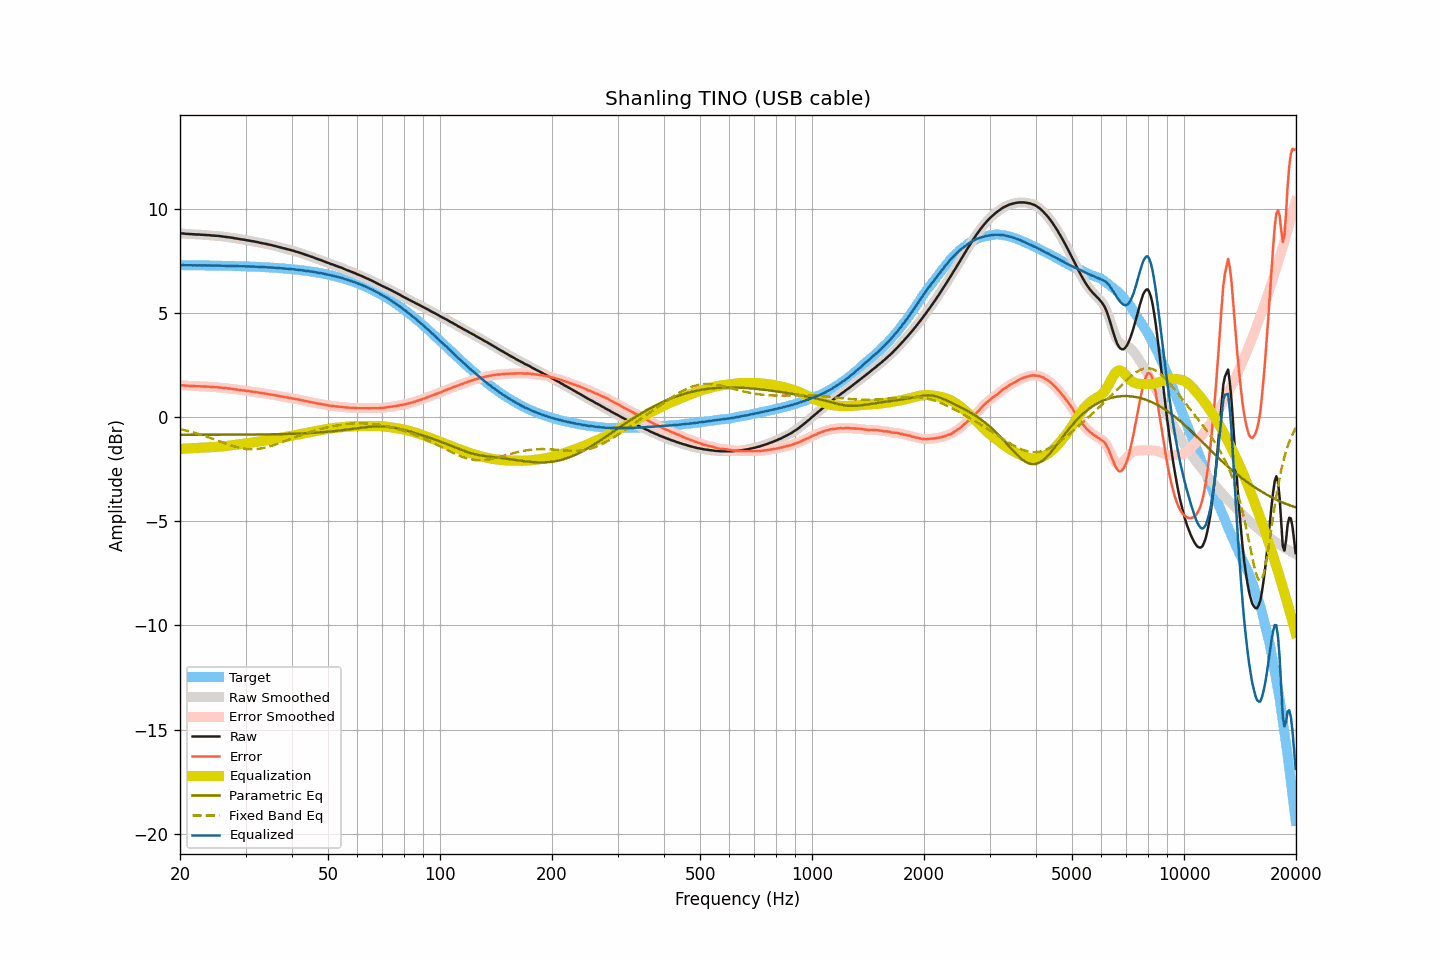 Shanling TINO (USB cable)
Amplitude (dBr)
10
5
0
−5
−10
−15
−20
Target
Raw Smoothed
Error Smoothed
Raw
Error
Equalization
Parametric Eq
Fixed Band Eq
Equalized
20 50 100 200 500 1000 2000 5000 10000 20000
Frequency (Hz)